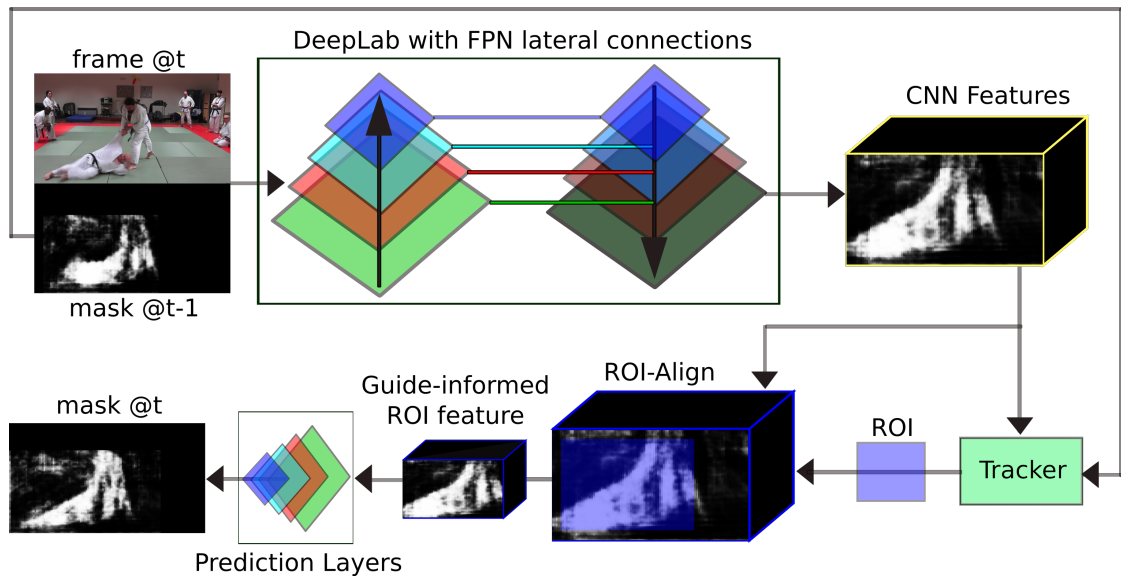 DeepLab with FPN lateral connections
frame @t
CNN Features
mask @t-1
ROI-Align
Guide-informed
ROI feature
mask @t
ROI
Tracker
Prediction Layers